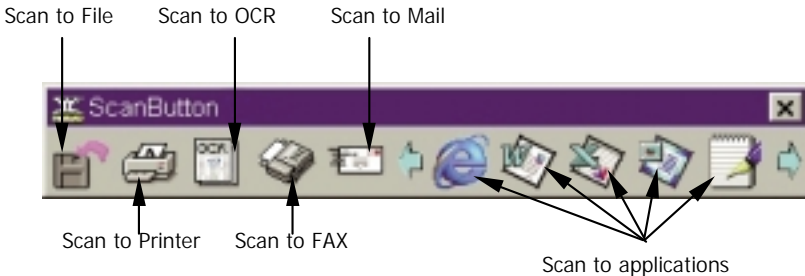 Scan to File Scan to OCR Scan to Mail
ScanButton
OCR
Scan to Printer Scan to FAX
Scan to applications